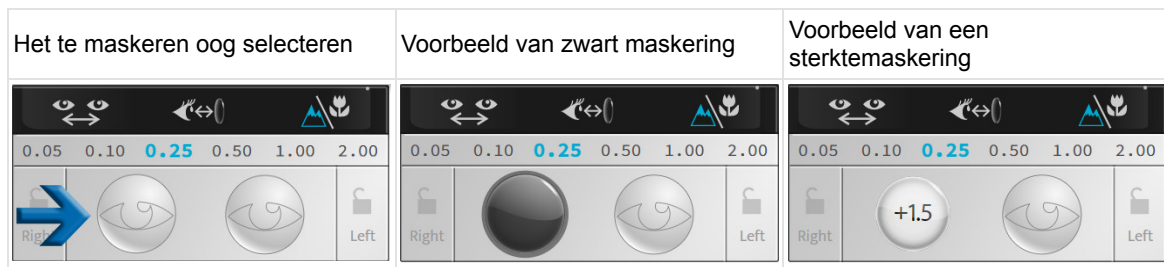 Het te maskeren oog selecteren
Voorbeeld van zwart maskering
Voorbeeld van een
sterktemaskering
0.05 0.10 0.25 0.50 1.00 2.00
Right Left
0.05 0.10 0.25 0.50 1.00 2.00
Right Left
0.05 0.10 0.25 0.50 1.00 2.00
Right +1.5 Left